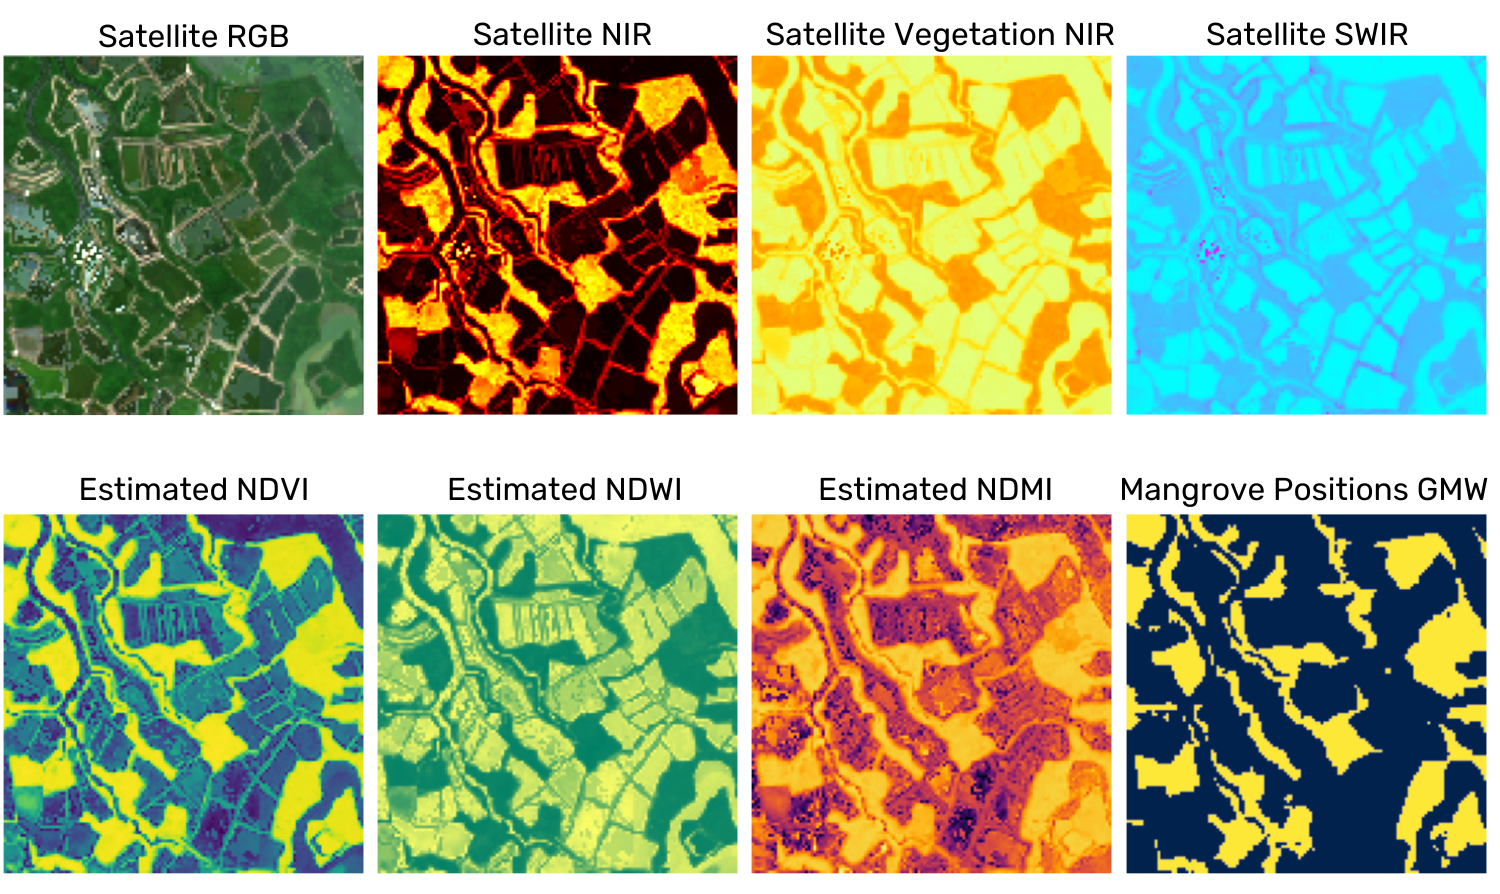 Satellite RGB
Satellite NIR
Satellite Vegetation NIR
Satellite SWIR
Estimated NDVI
Estimated NDWI
Estimated NDMI
Mangrove Positions GMW